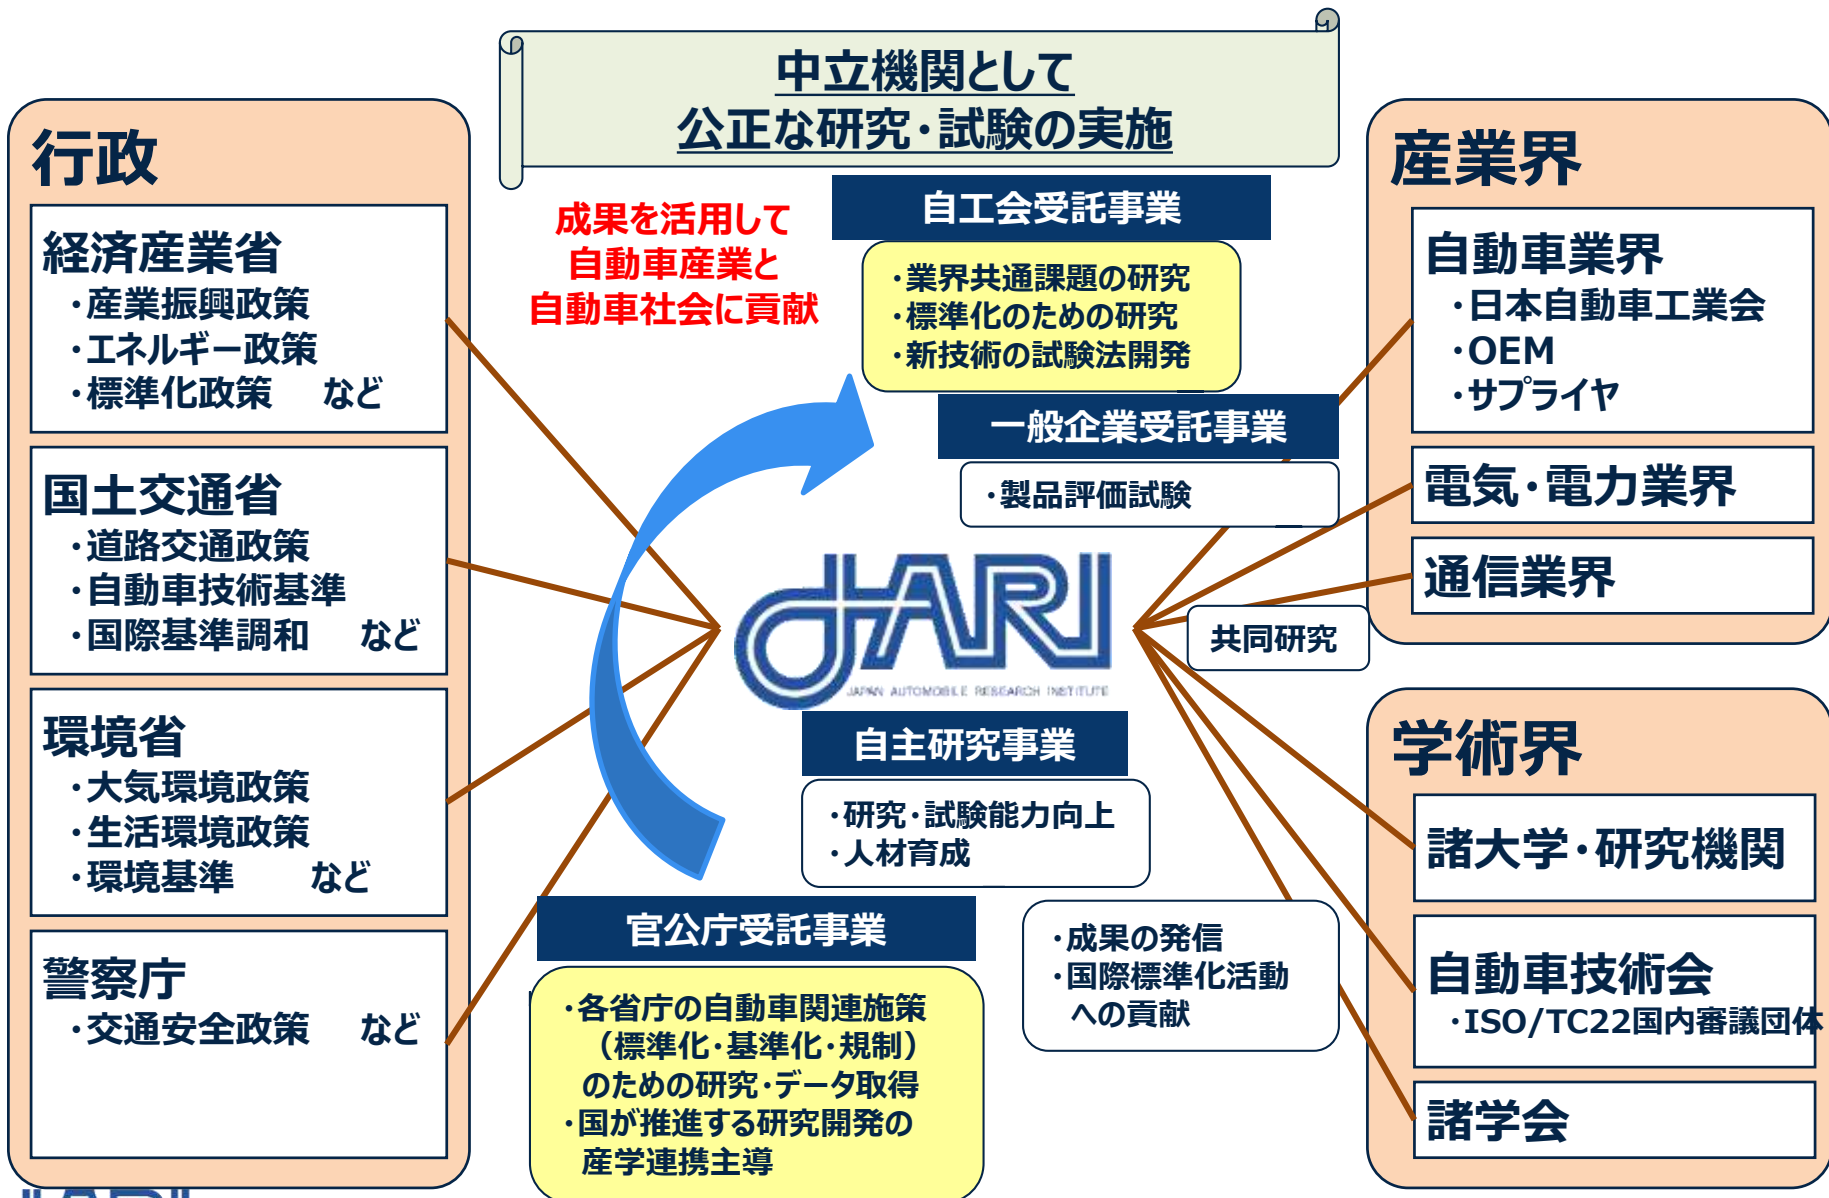 中立機関として
公正な研究・試験の実施
行政
経済産業省
・産業振興政策
・エネルギー政策
・標準化政策 など
国土交通省
・道路交通政策
・自動車技術基準
・国際基準調和 など
環境省
・大気環境政策
・生活環境政策
・環境基準 など
警察庁
・交通安全政策 など
成果を活用して
自動車産業と
自動車社会に貢献
自工会受託事業
・業界共通課題の研究
・標準化のための研究
・新技術の試験法開発
一般企業受託事業
・製品評価試験
JARI
JAPAN AUTOMOBILE RESEARCH INSTITUTE
共同研究
自主研究事業
・研究・試験能力向上
・人材育成
官公庁受託事業
・各省庁の自動車関連施策
（標準化・基準化・規制）
のための研究・データ取得
・国が推進する研究開発の
産学連携主導
・成果の発信
・国際標準化活動
への貢献
産業界
自動車業界
・日本自動車工業会
・OEM
・サプライヤ
電気・電力業界
通信業界
学術界
諸大学・研究機関
自動車技術会
・ISO/TC22国内審議団体
諸学会